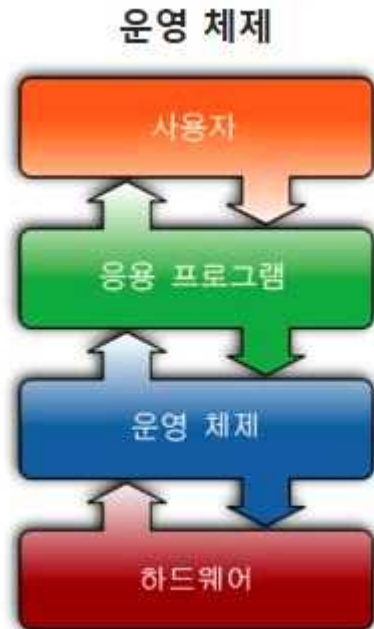 운영 체제
사용자
응용 프로그램
운영 체제
하드웨어